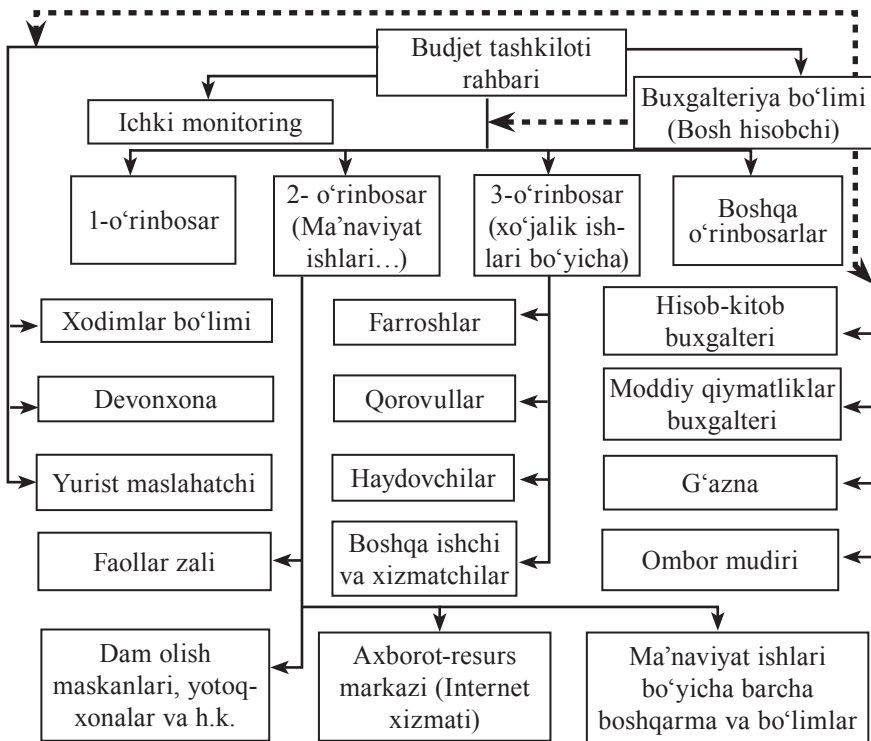 Budjet tashkiloti
rahbari
Buxgalteriya bo‘limi
(Bosh hisobchi)
Ichki monitoring
1-o‘rinbosar
2- o‘rinbosar
(Ma’naviyat
ishlari…)
3-o‘rinbosar
(xo‘jalik ish-
lari bo‘yicha)
Boshqa
o‘rinbosarlar
Xodimlar bo‘limi
Farroshlar
Hisob-kitob
buxgalteri
Devonxona
Qorovullar
Moddiy qiymatliklar
buxgalteri
Yurist maslahatchi
Haydovchilar
G‘azna
Faollar zali
Boshqa ishchi
va xizmatchilar
Ombor mudiri
Dam olish
maskanlari, yotoq-
xonalar va h.k.
Axborot-resurs
markazi (Internet
xizmati)
Ma’naviyat ishlari
bo‘yicha barcha
boshqarma va bo‘limlar